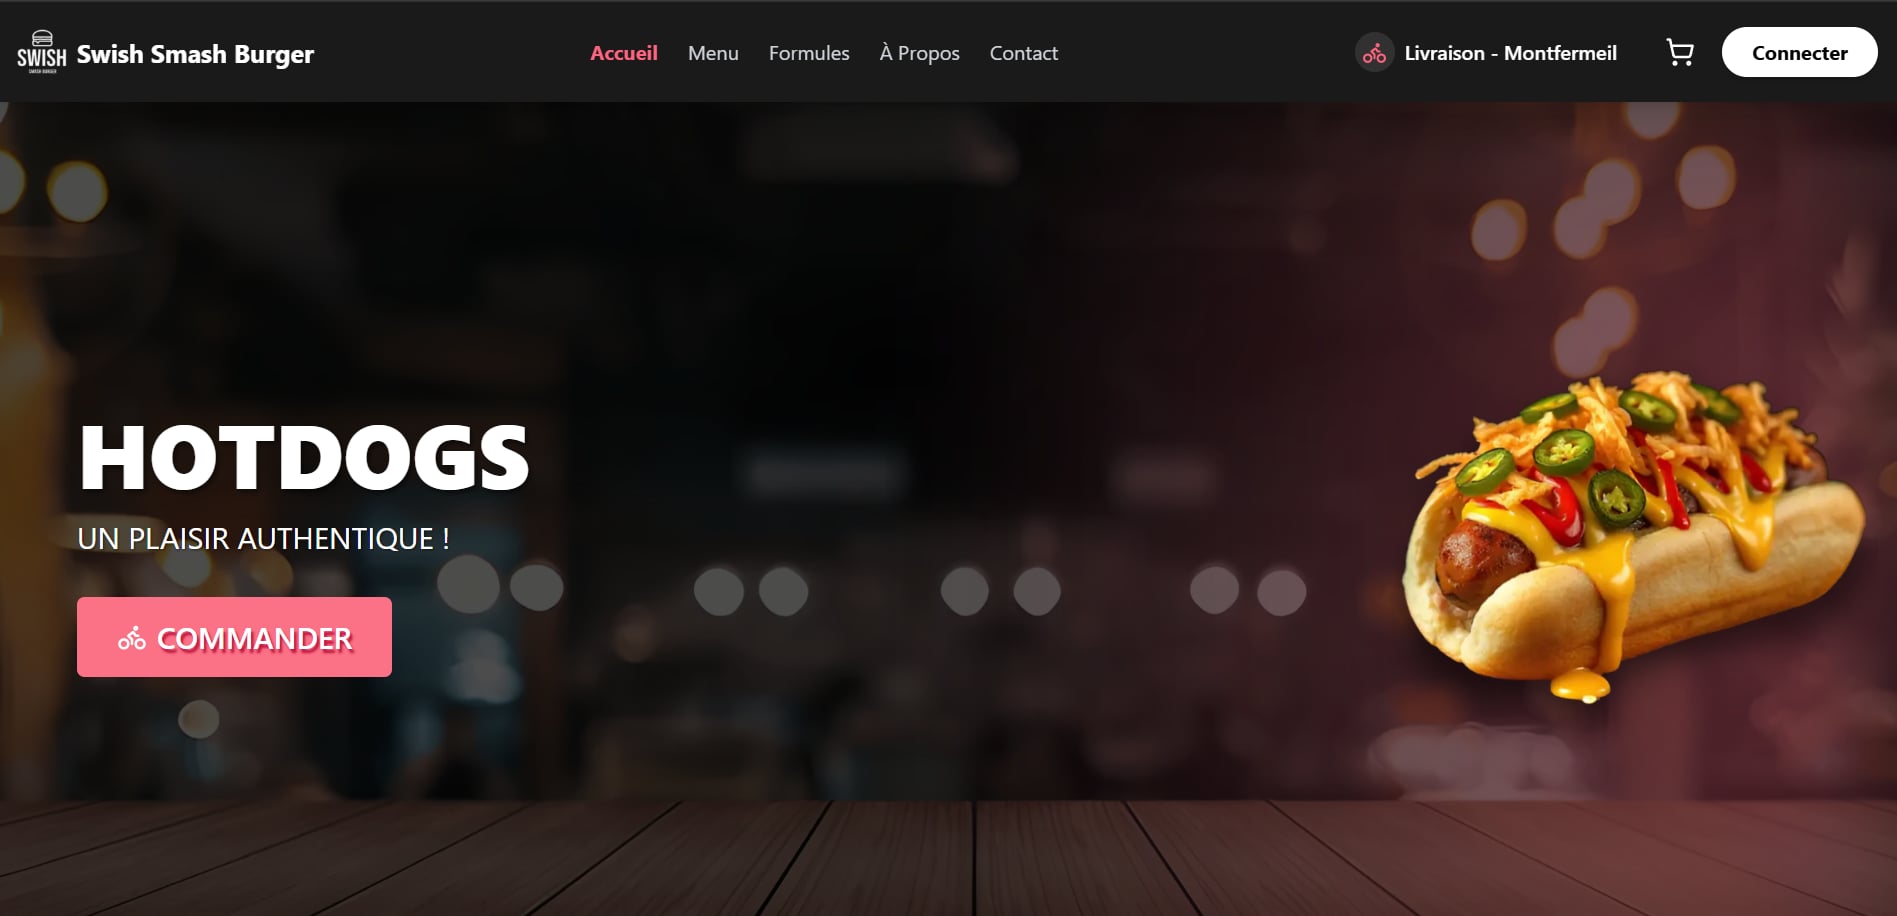 SWISH
SMASH BURGER
Swish Smash Burger
Accueil
Menu
Formules
À Propos
Contact
Livraison - Montfermeil
Connecter
HOTDOGS
UN PLAISIR AUTHENTIQUE !
COMMANDER